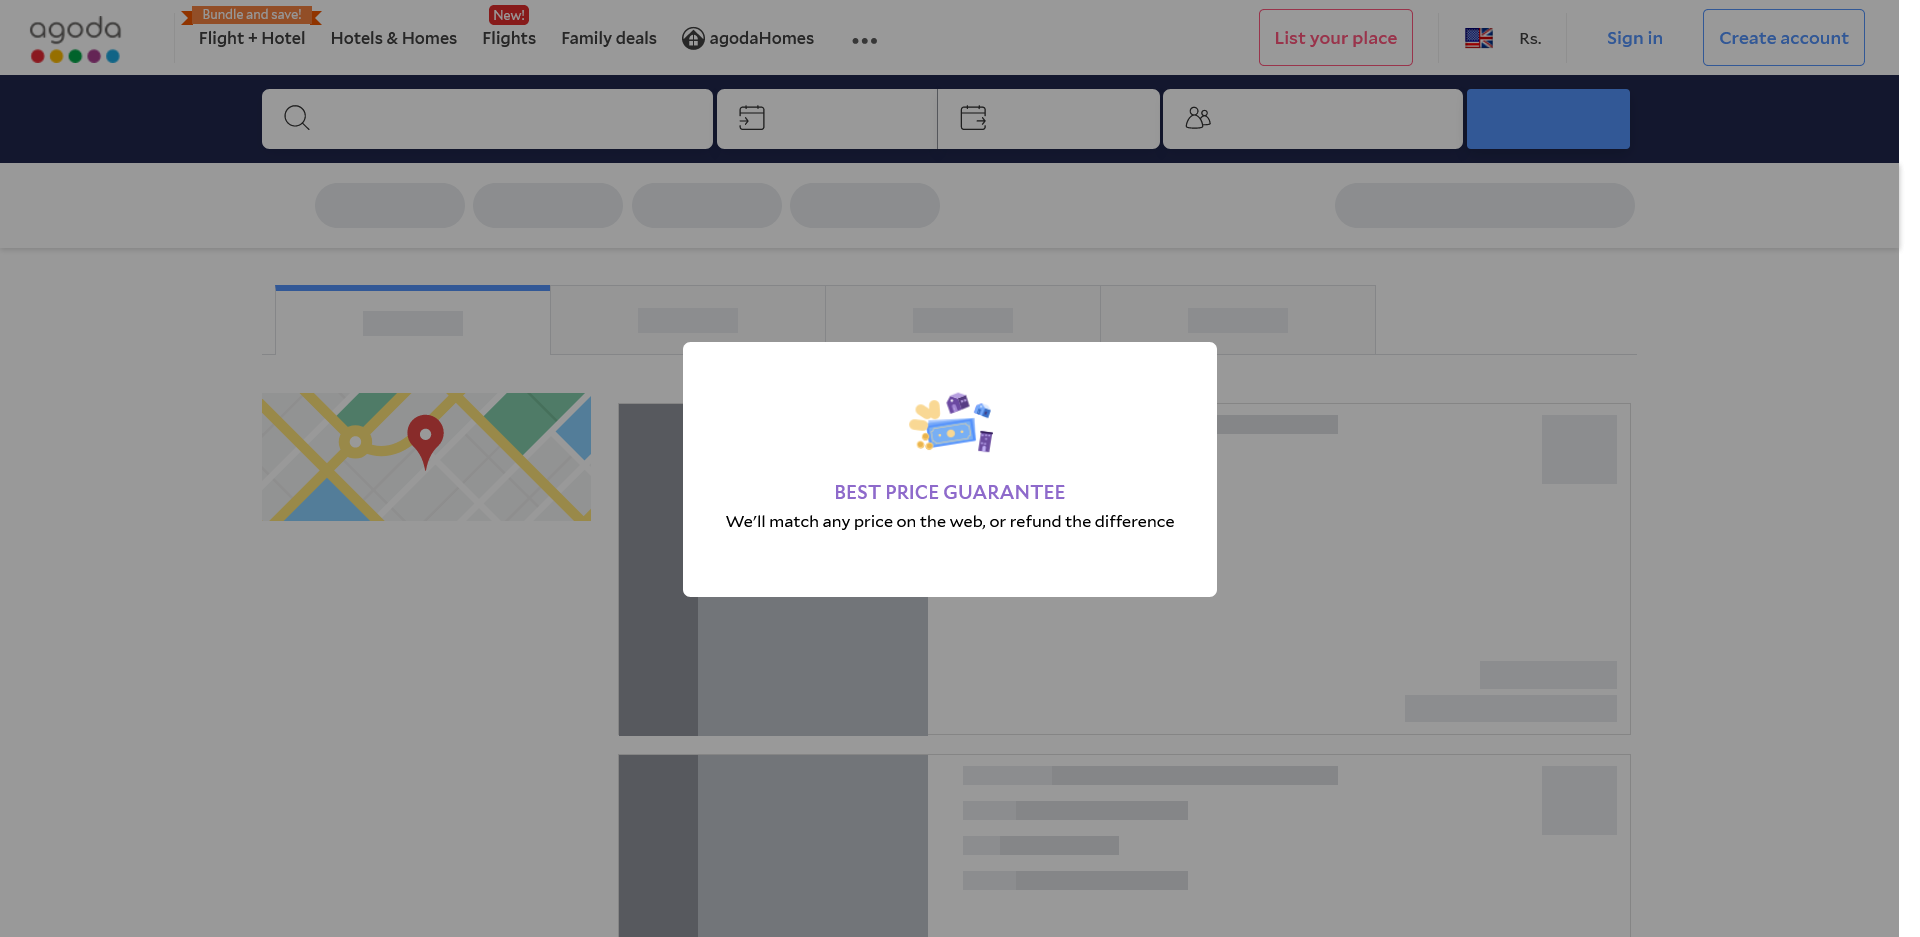 agoda
Bundle and save!
Flight + Hotel
Hotels & Homes
New!
Flights
Family deals
agodaHomes
List your place
Rs.
Sign in
Create account
BEST PRICE GUARANTEE
We'll match any price on the web, or refund the difference